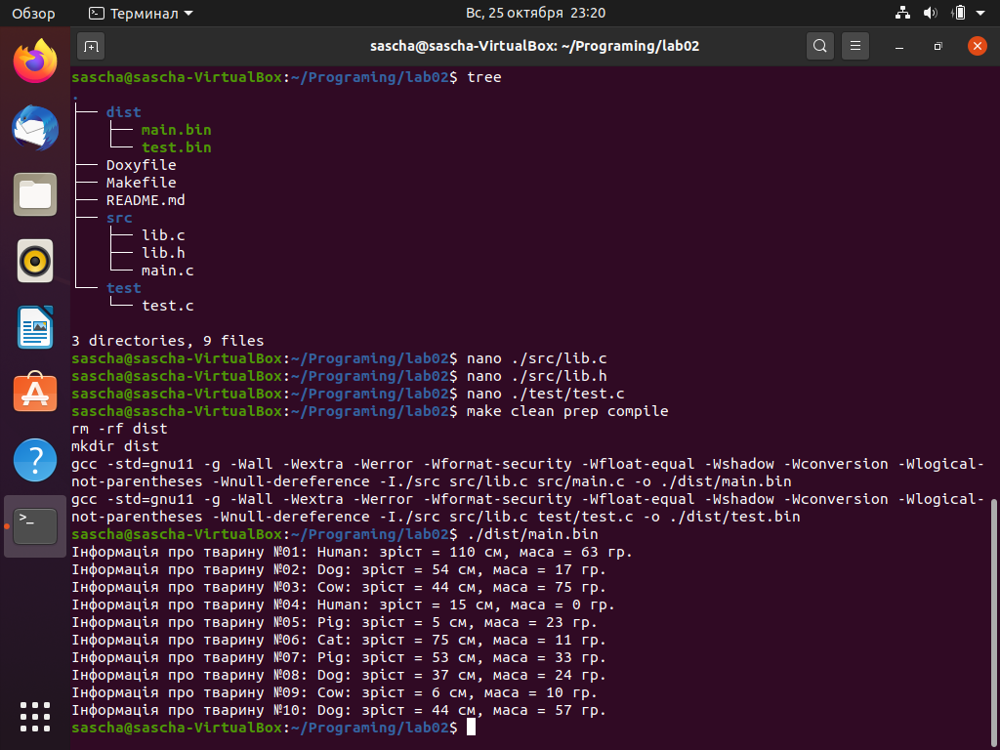 Обзор Терминал Вс, 25 октября 23:20
sascha@sascha-VirtualBox: ~/Programing/lab02
sascha@sascha-VirtualBox:~/Programing/lab02$ tree
.
├── dist
│   ├── main.bin
│   └── test.bin
├── Doxyfile
├── Makefile
├── README.md
├── src
│   ├── lib.c
│   ├── lib.h
│   └── main.c
└── test
    └── test.c
3 directories, 9 files
sascha@sascha-VirtualBox:~/Programing/lab02$ nano ./src/lib.c
sascha@sascha-VirtualBox:~/Programing/lab02$ nano ./src/lib.h
sascha@sascha-VirtualBox:~/Programing/lab02$ nano ./test/test.c
sascha@sascha-VirtualBox:~/Programing/lab02$ make clean prep compile
rm -rf dist
mkdir dist
gcc -std=gnu11 -g -Wall -Wextra -Werror -Wformat-security -Wfloat-equal -Wshadow -Wconversion -Wlogical-
not-parentheses -Wnull-dereference -I./src src/lib.c src/main.c -o ./dist/main.bin
gcc -std=gnu11 -g -Wall -Wextra -Werror -Wformat-security -Wfloat-equal -Wshadow -Wconversion -Wlogical-
not-parentheses -Wnull-dereference -I./src src/lib.c test/test.c -o ./dist/test.bin
sascha@sascha-VirtualBox:~/Programing/lab02$ ./dist/main.bin
Інформація про тварину №01: Human: зріст = 110 см, маса = 63 гр.
Інформація про тварину №02: Dog: зріст = 54 см, маса = 17 гр.
Інформація про тварину №03: Cow: зріст = 44 см, маса = 75 гр.
Інформація про тварину №04: Human: зріст = 15 см, маса = 0 гр.
Інформація про тварину №05: Pig: зріст = 5 см, маса = 23 гр.
Інформація про тварину №06: Cat: зріст = 75 см, маса = 11 гр.
Інформація про тварину №07: Pig: зріст = 53 см, маса = 33 гр.
Інформація про тварину №08: Dog: зріст = 37 см, маса = 24 гр.
Інформація про тварину №09: Cow: зріст = 6 см, маса = 10 гр.
Інформація про тварину №10: Dog: зріст = 44 см, маса = 57 гр.
sascha@sascha-VirtualBox:~/Programing/lab02$